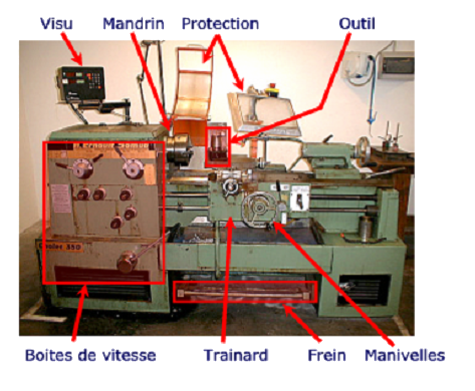 Visu Mandrin Protection Outil
Boites de vitesse Trainard Frein Manivelles